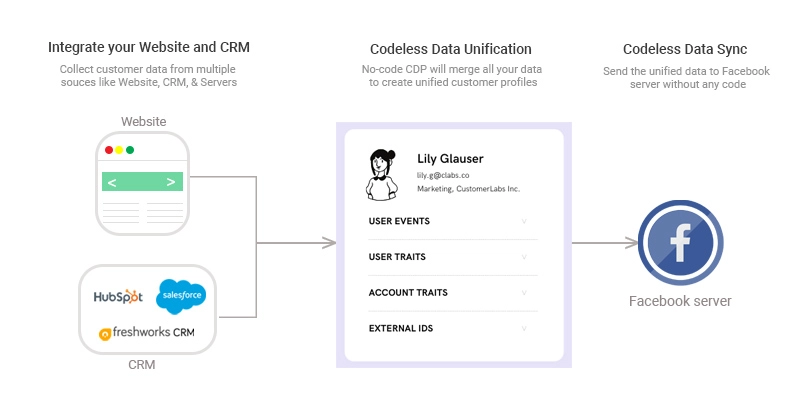 Integrate your Website and CRM
Collect customer data from multiple
souces like Website, CRM, & Servers
Website
HubSpot
salesforce
freshworks CRM
CRM
Codeless Data Unification
No-code CDP will merge all your data
to create unified customer profiles
Lily Glauser
lily.g@clabs.co
Marketing, CustomerLabs Inc.
USER EVENTS
USER TRAITS
ACCOUNT TRAITS
EXTERNAL IDS
Codeless Data Sync
Send the unified data to Facebook
server without any code
f
Facebook server